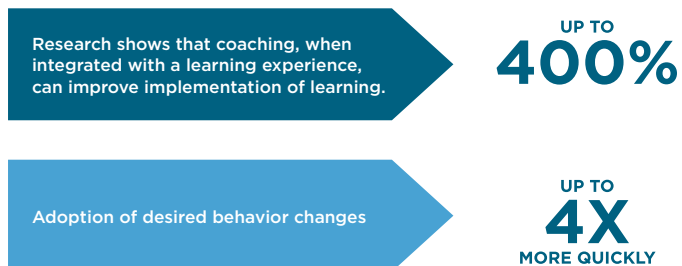 Research shows that coaching, when
integrated with a learning experience,
can improve implementation of learning.
UP TO
400%
Adoption of desired behavior changes
UP TO
4X
MORE QUICKLY